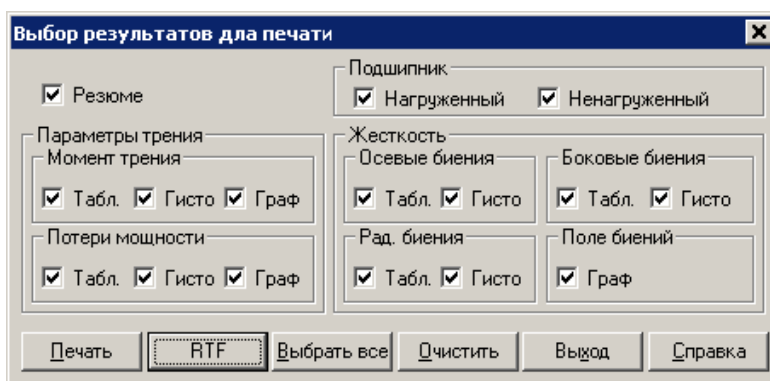 Выбор результатов дла печати
Подшипник
Резюме Нагруженный Ненагруженный
Параметры трения Жесткость
Момент трения Осевые биения Боковые биения
Табл. Гисто Граф Табл. Гисто Табл. Гисто
Потери мощности Рад. биения Поле биений
Табл. Гисто Граф Табл. Гисто Граф
Печать RTF Выбрать все Очистить Выход Справка